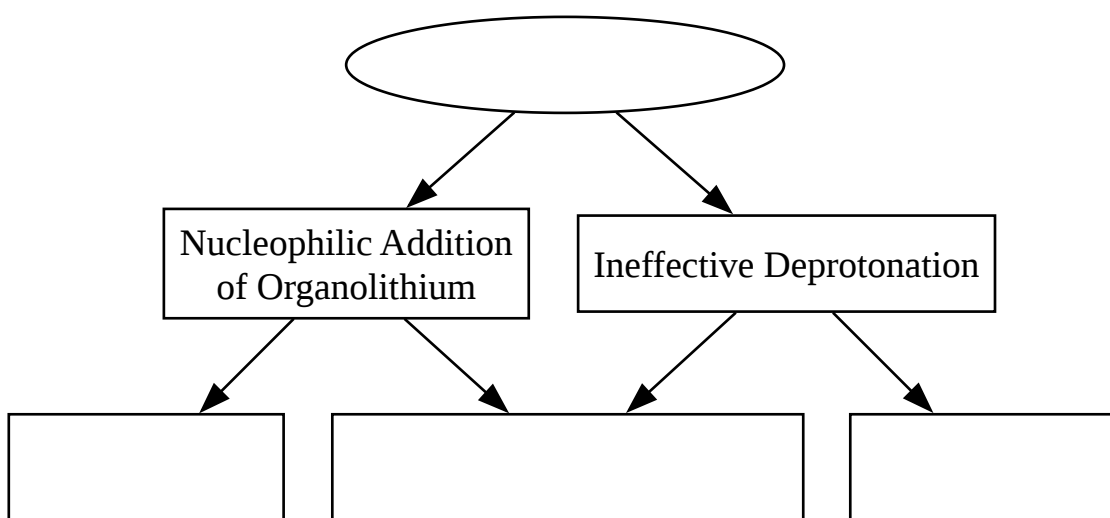 Nucleophilic Addition
of Organolithium
Ineffective Deprotonation